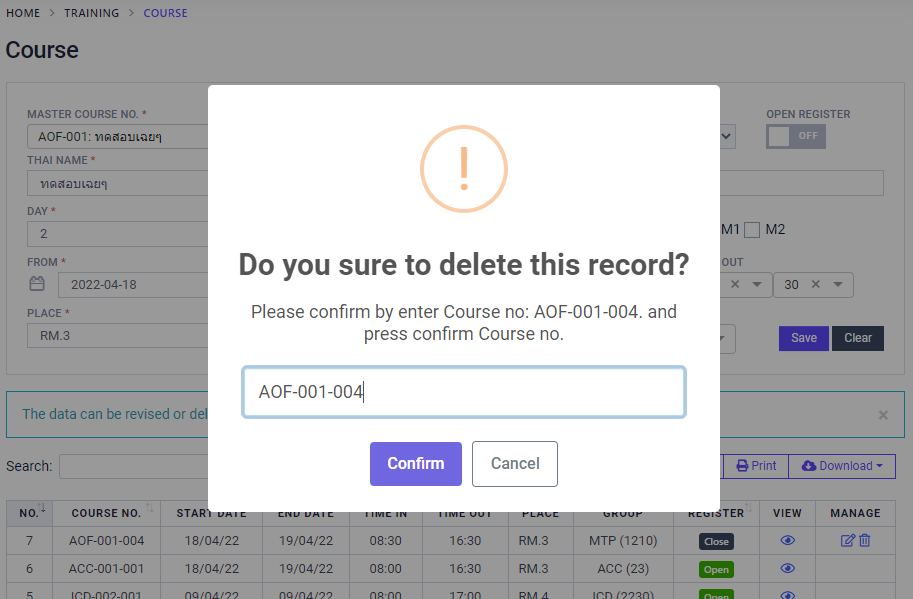 HOME > TRAINING > COURSE
Course
MASTER COURSE NO. *
OPEN REGISTER
AOF-001: ทดสอบเฉยๆ
OFF
THAI NAME *
ทดสอบเฉยๆ
DAY *
2
M1 M2
FROM *
OUT
2022-04-18
30
PLACE *
RM.3
Save Clear
!
Do you sure to delete this record?
Please confirm by enter Course no: AOF-001-004. and
press confirm Course no.
AOF-001-004
Confirm Cancel
The data can be revised or del
Search:
Print Download
NO. COURSE NO. START DATE END DATE TIME IN TIME OUT PLACE GROUP REGISTER VIEW MANAGE
7 AOF-001-004 18/04/22 19/04/22 08:30 16:30 RM.3 MTP (1210) Close
6 ACC-001-001 18/04/22 19/04/22 08:00 16:30 RM.3 ACC (23) Open
5 ICD-002-001 09/04/22 09/04/22 08:00 17:00 RM.4 ICD (2230) Open